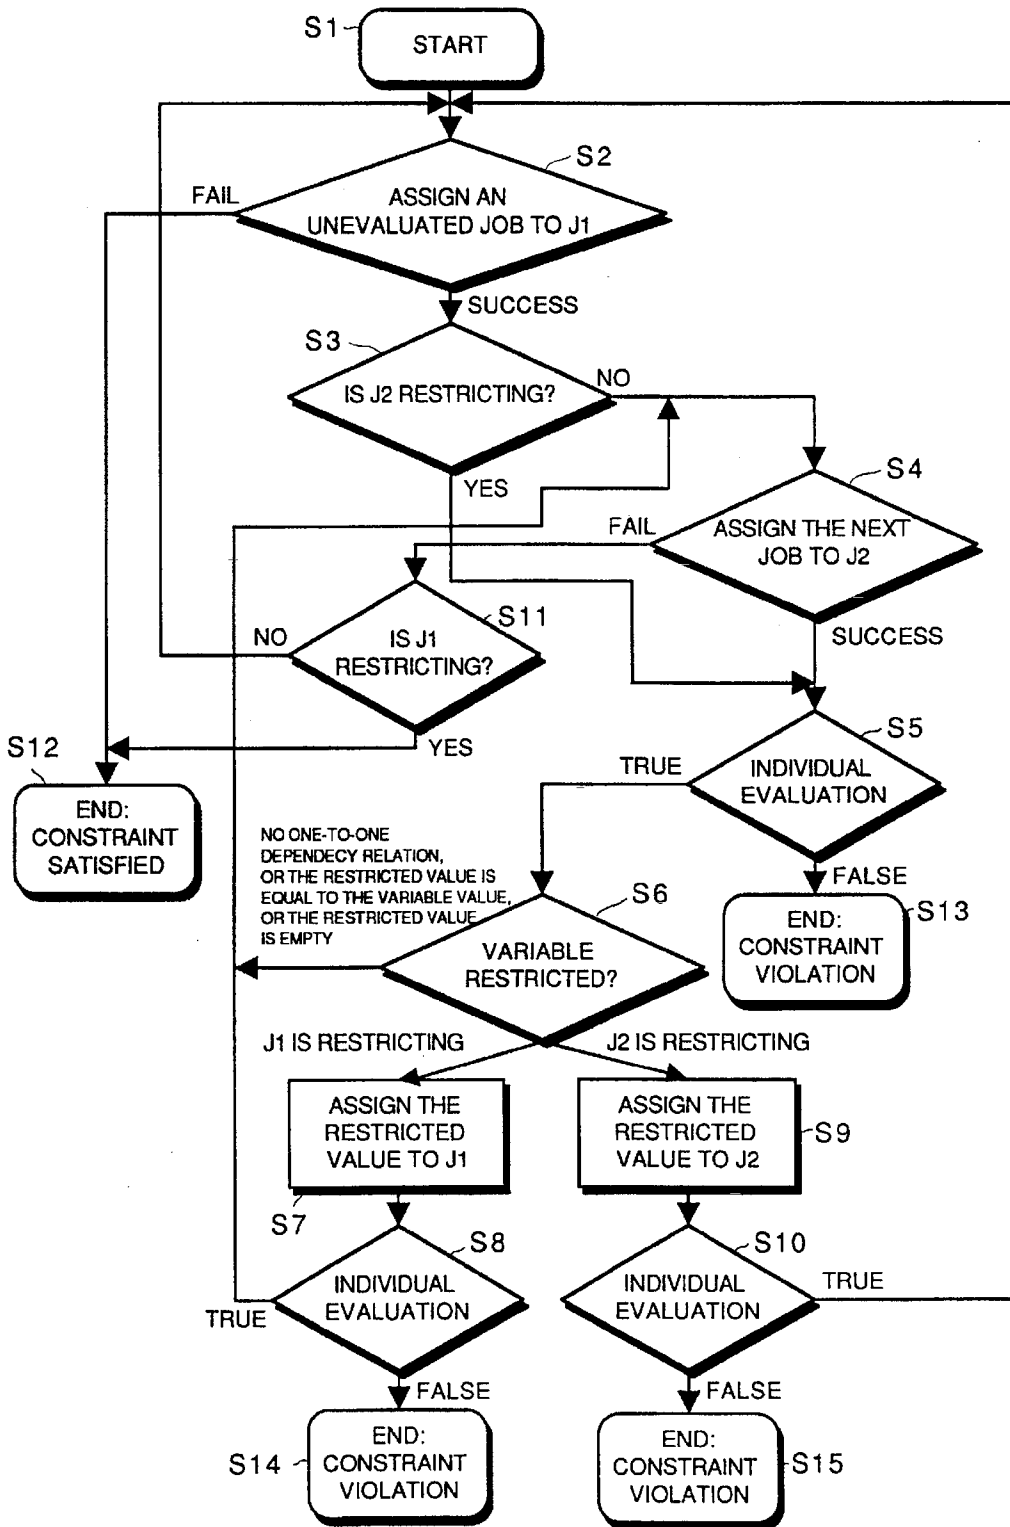 S1
START
S2
FAIL
ASSIGN AN
UNEVALUATED JOB TO J1
SUCCESS
S3
NO
IS J2 RESTRICTING?
YES
S4
FAIL
ASSIGN THE NEXT
JOB TO J2
SUCCESS
S11
NO
IS J1
RESTRICTING?
YES
S12
END:
CONSTRAINT
SATISFIED
S5
TRUE
INDIVIDUAL
EVALUATION
FALSE
S13
END:
CONSTRAINT
VIOLATION
NO ONE-TO-ONE
DEPENDECY RELATION,
OR THE RESTRICTED VALUE IS
EQUAL TO THE VARIABLE VALUE,
OR THE RESTRICTED VALUE
IS EMPTY
S6
VARIABLE
RESTRICTED?
J1 IS RESTRICTING
J2 IS RESTRICTING
ASSIGN THE
RESTRICTED
VALUE TO J1
S7
ASSIGN THE
RESTRICTED
VALUE TO J2
S9
S8
INDIVIDUAL
EVALUATION
TRUE
FALSE
S10
INDIVIDUAL
EVALUATION
TRUE
FALSE
S14
END:
CONSTRAINT
VIOLATION
END:
CONSTRAINT
VIOLATION
S15